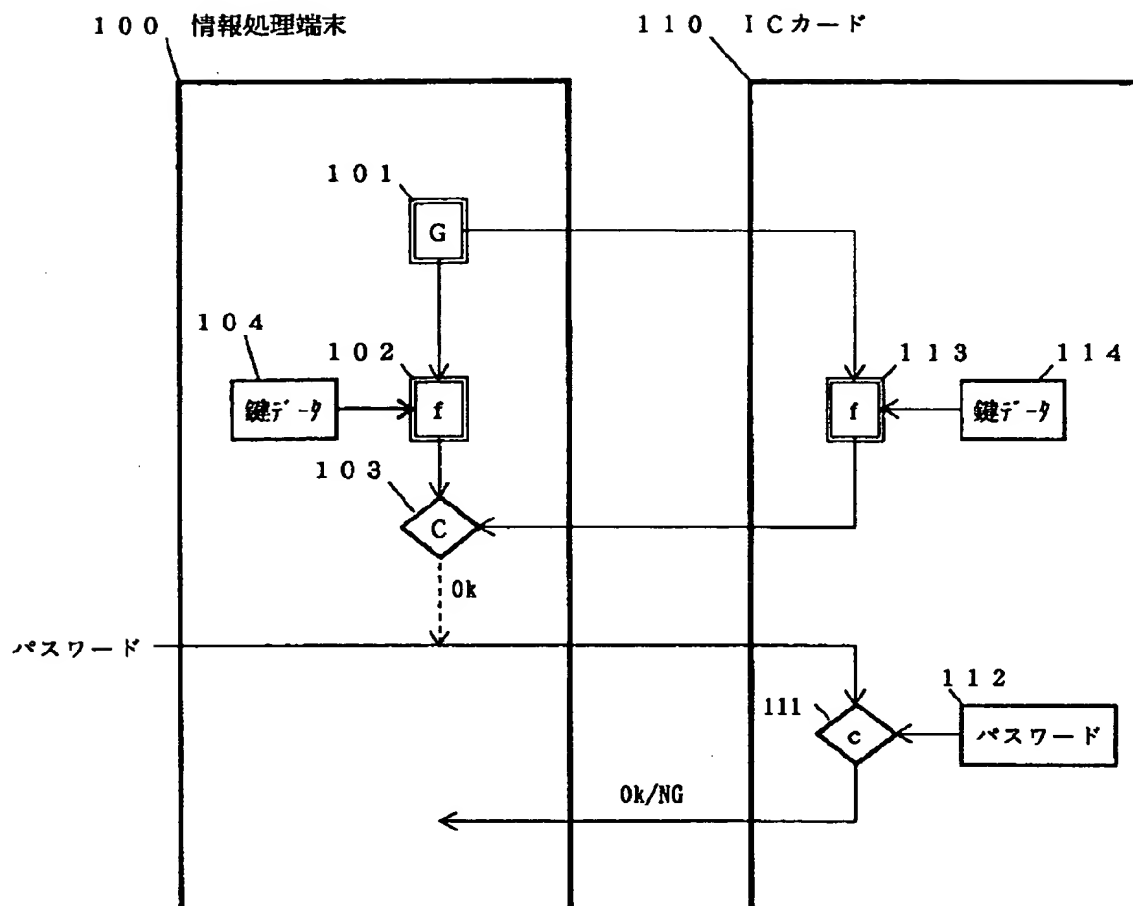 １００ 情報処理端末
１１０ ＩＣカード
１０１
G
１０４
１０２
１１３
１１４
鍵データ
f
f
鍵データ
１０３
C
Ok
パスワード
１１２
111
c
パスワード
Ok/NG